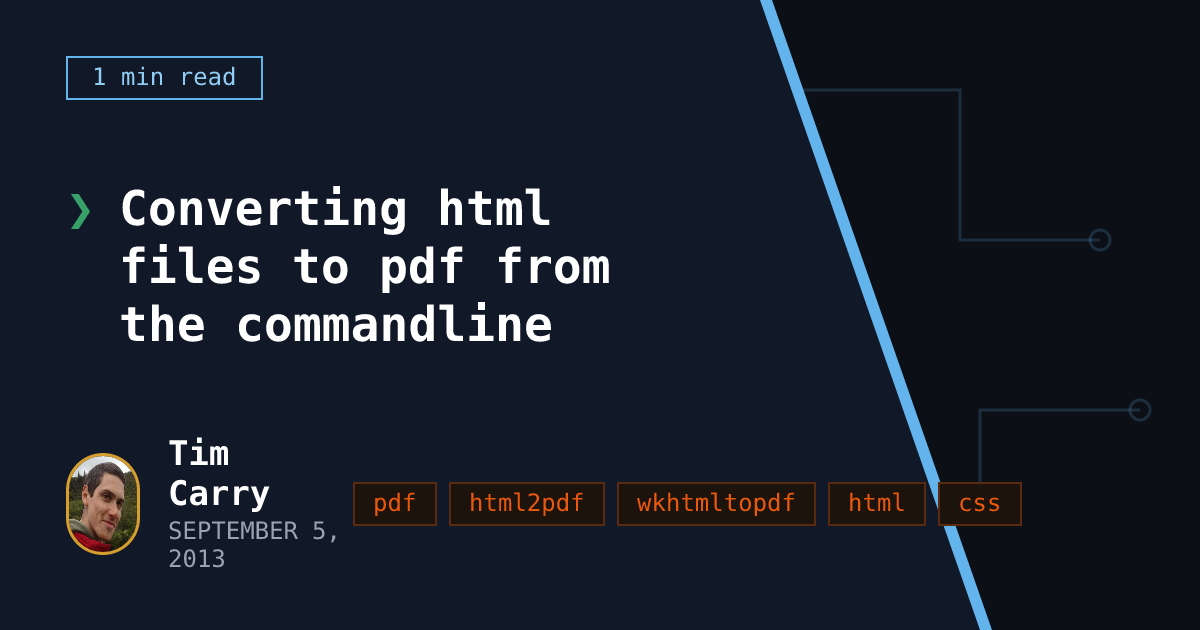 1 min read
❯ Converting html
files to pdf from
the commandline
Tim
Carry
SEPTEMBER 5,
2013
pdf html2pdf wkhtmltopdf html css